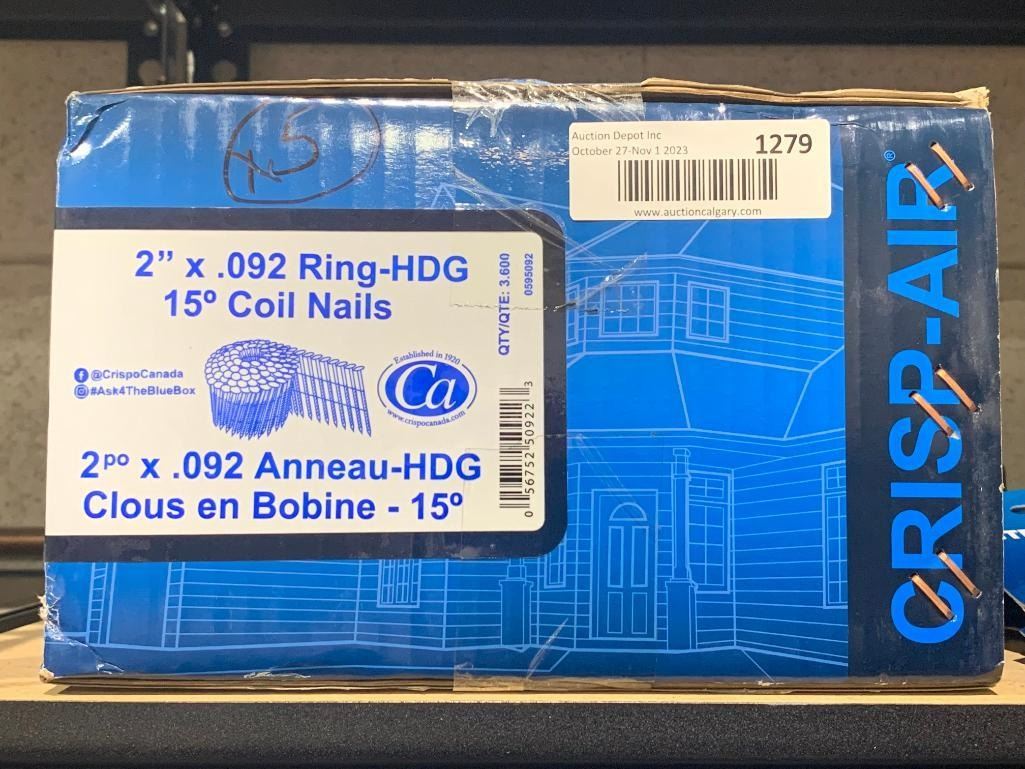 x5
Auction Depot Inc
October 27-Nov 1 2023
1279
www.auctioncalgary.com
2” x .092 Ring-HDG
15º Coil Nails
QTY/QTE: 3.600
0595092
@CrispoCanada
#Ask4TheBlueBox
Established in 1920
Ca
www.crispocanada.com
2po x .092 Anneau-HDG
Clous en Bobine - 15º
0 56752 50922 3
CRISP-AIR®